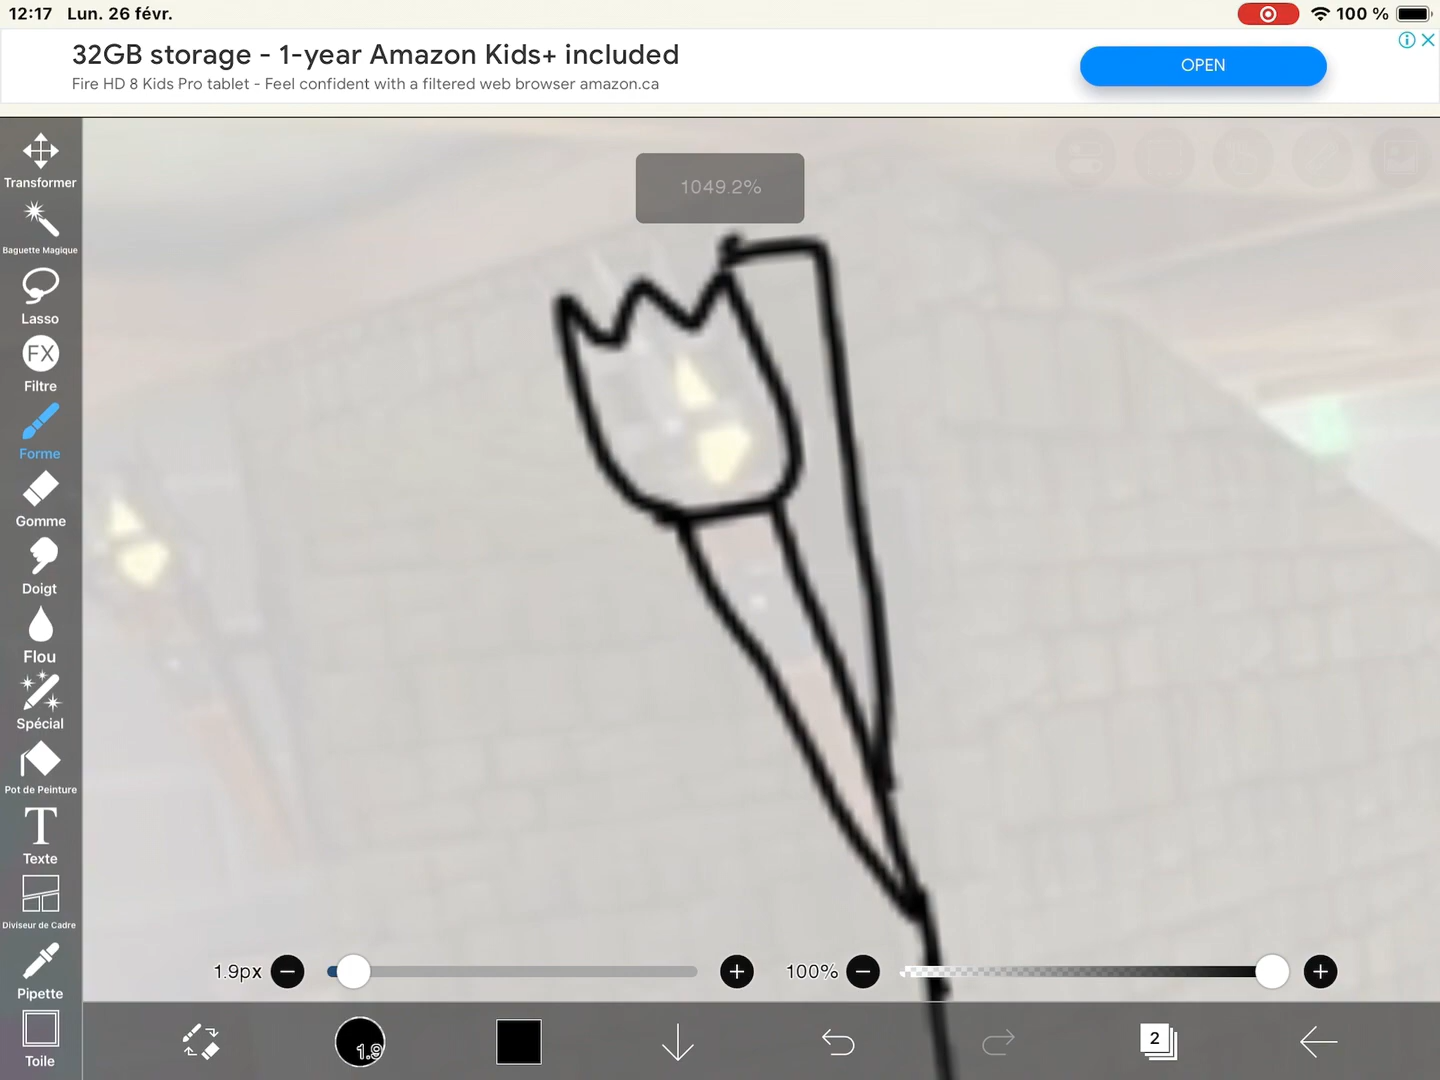 12:17 Lun. 26 févr.
100 %
32GB storage - 1-year Amazon Kids+ included
Fire HD 8 Kids Pro tablet - Feel confident with a filtered web browser amazon.ca
OPEN
1049.2%
Transformer
Baguette Magique
Lasso
FX
Filtre
Forme
Gomme
Doigt
Flou
Spécial
Pot de Peinture
T
Texte
Diviseur de Cadre
Pipette
Toile
1.9px
100%
1.9
2